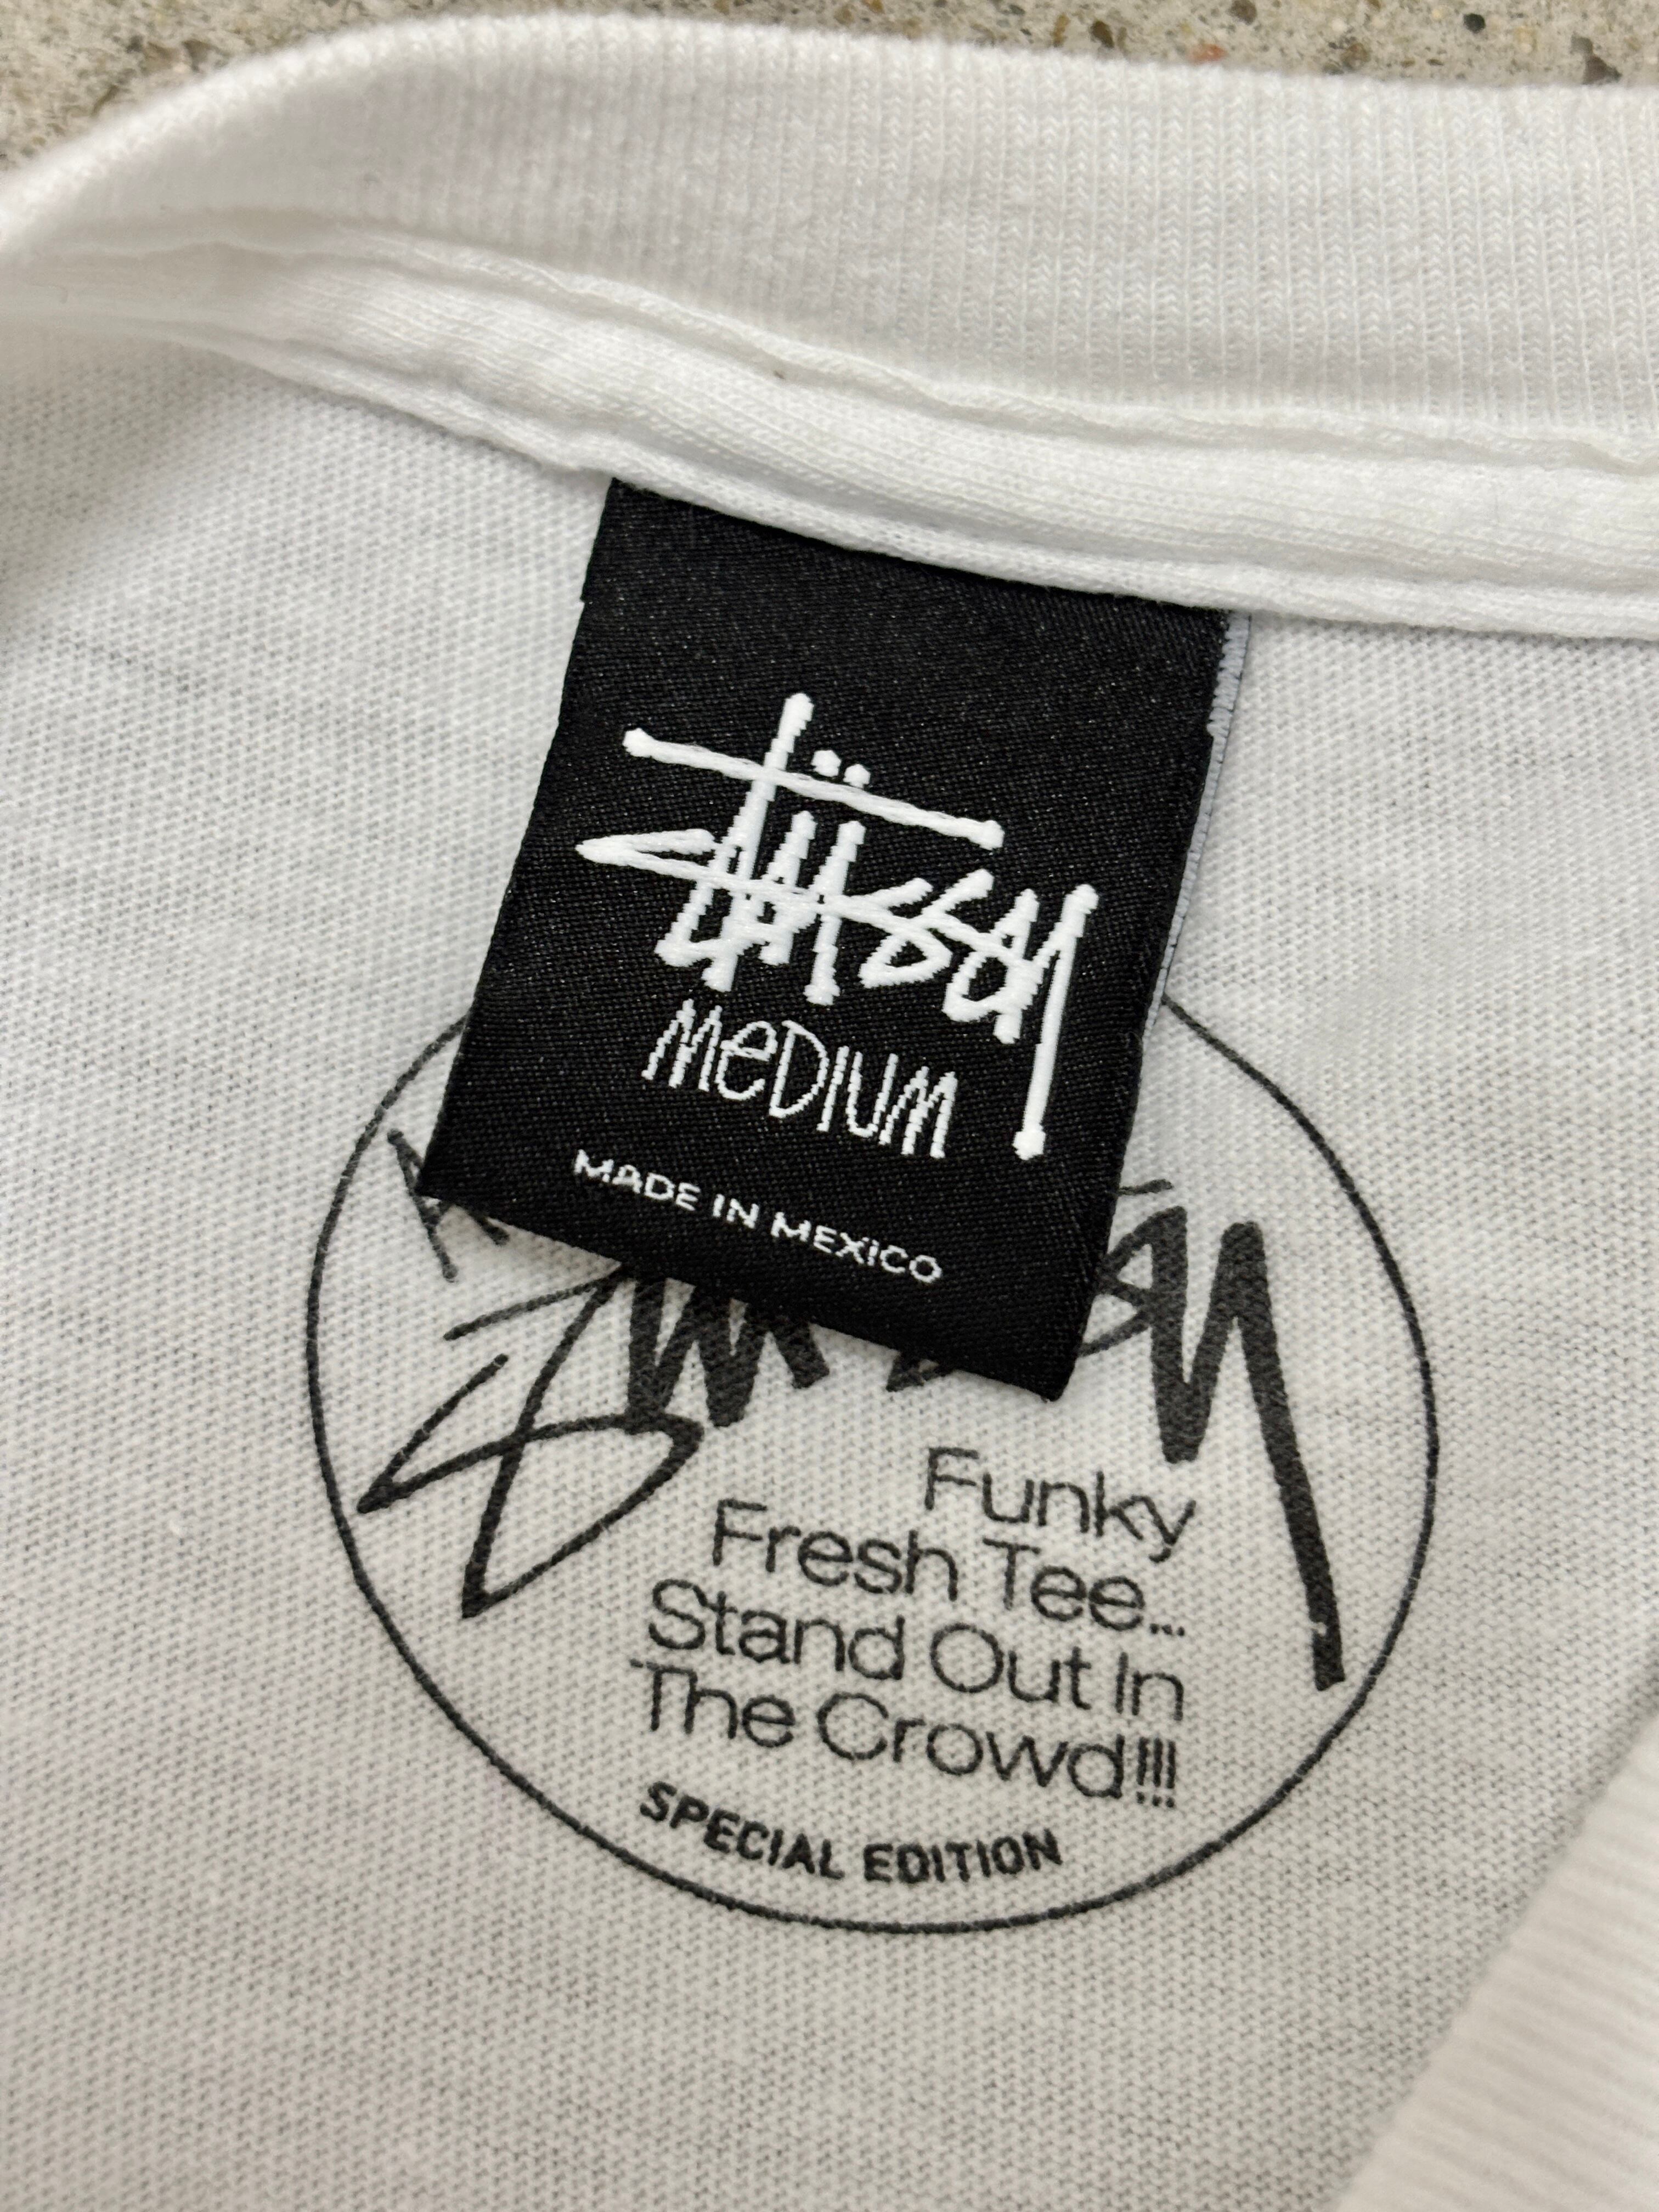 Stüssy
MeDIUM
MADE IN MEXICO
Funky
Fresh Tee...
Stand Out In
The Crowd!!!
SPECIAL EDITION